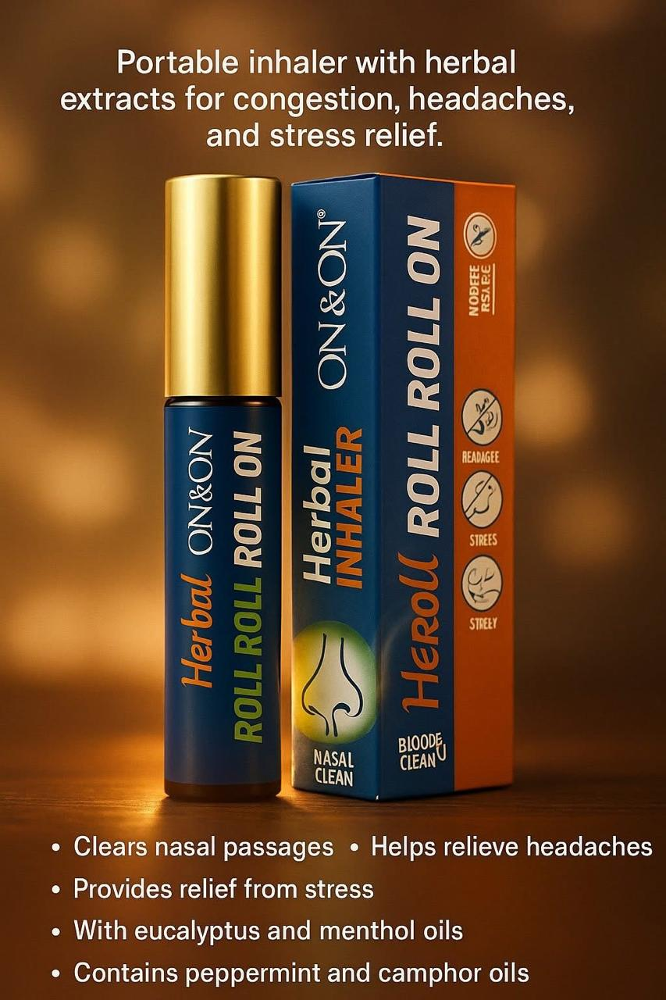 Portable inhaler with herbal
extracts for congestion, headaches,
and stress relief.
ON&ON
Herbal
ROLL ROLL ROLL ON
ON&ON®
Herbal
INHALER
NASAL
CLEAN
HEROLL ROLL ROLL ON
BLOODE
CLEAN
READAGEE
STREES
STREEY
• Clears nasal passages • Helps relieve headaches
• Provides relief from stress
• With eucalyptus and menthol oils
• Contains peppermint and camphor oils